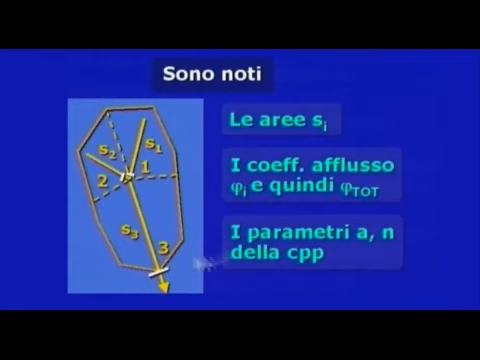 Sono noti
s₂
s₁
2
1
s₃
3
Le aree sᵢ
I coeff. afflusso
φᵢ e quindi φTOT
I parametri a, n
della cpp